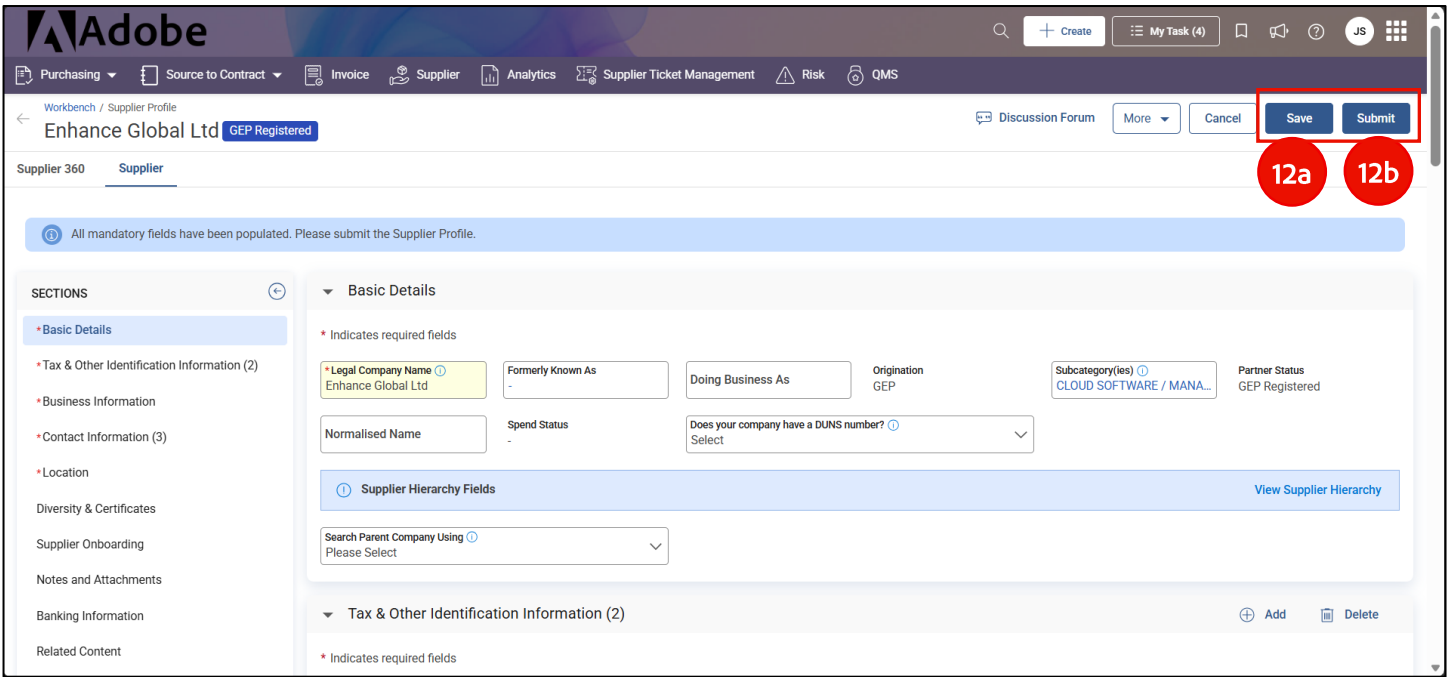 Adobe
Create
My Task (4)
JS
Purchasing
Source to Contract
Invoice
Supplier
Analytics
Supplier Ticket Management
Risk
QMS
Workbench / Supplier Profile
Enhance Global Ltd GEP Registered
Discussion Forum
More
Cancel
Save
Submit
12a
12b
Supplier 360
Supplier
All mandatory fields have been populated. Please submit the Supplier Profile.
SECTIONS
*Basic Details
*Tax & Other Identification Information (2)
*Business Information
*Contact Information (3)
*Location
Diversity & Certificates
Supplier Onboarding
Notes and Attachments
Banking Information
Related Content
Basic Details
* Indicates required fields
*Legal Company Name
Enhance Global Ltd
Formerly Known As
-
Doing Business As
Origination
GEP
Subcategory(ies)
CLOUD SOFTWARE / MANA...
Partner Status
GEP Registered
Normalised Name
Spend Status
-
Does your company have a DUNS number?
Select
Supplier Hierarchy Fields
View Supplier Hierarchy
Search Parent Company Using
Please Select
Tax & Other Identification Information (2)
Add
Delete
* Indicates required fields